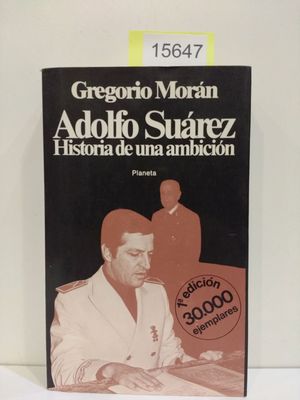 15647
Gregorio Morán
Adolfo Suárez
Historia de una ambición
Planeta
1ª edición
30.000
ejemplares